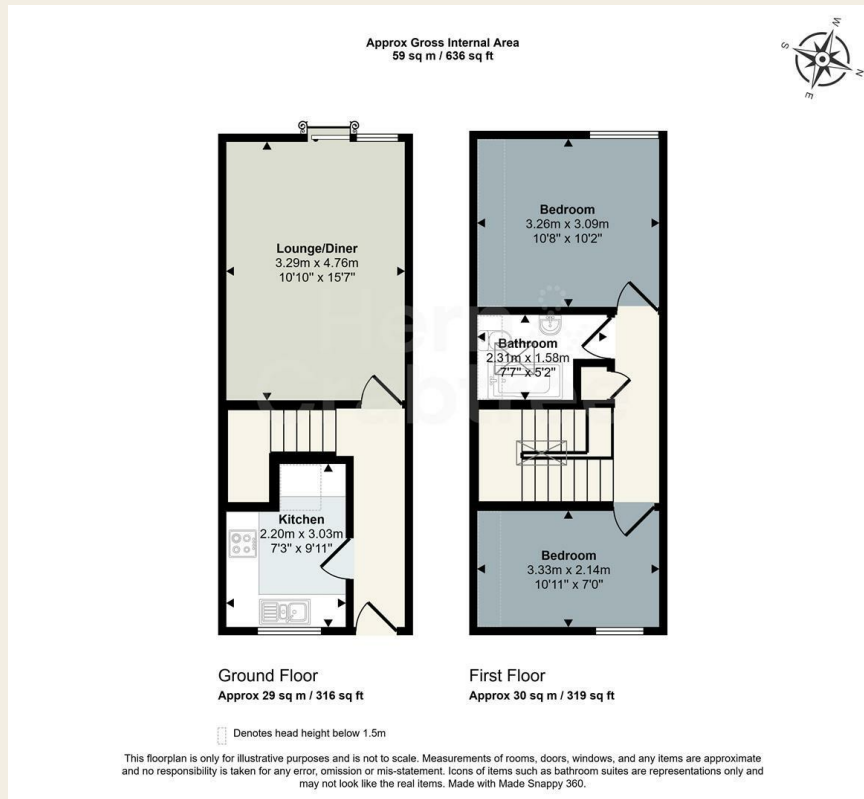 Approx Gross Internal Area
59 sq m / 636 sq ft
W
S
N
E
Lounge/Diner
3.29m x 4.76m
10'10" x 15'7"
Bedroom
3.26m x 3.09m
10'8" x 10'2"
Bathroom
2.31m x 1.58m
7'7" x 5'2"
Kitchen
2.20m x 3.03m
7'3" x 9'11"
Bedroom
3.33m x 2.14m
10'11" x 7'0"
Hern
Crabtree
Ground Floor
Approx 29 sq m / 316 sq ft
First Floor
Approx 30 sq m / 319 sq ft
Denotes head height below 1.5m
This floorplan is only for illustrative purposes and is not to scale. Measurements of rooms, doors, windows, and any items are approximate
and no responsibility is taken for any error, omission or mis-statement. Icons of items such as bathroom suites are representations only and
may not look like the real items. Made with Made Snappy 360.